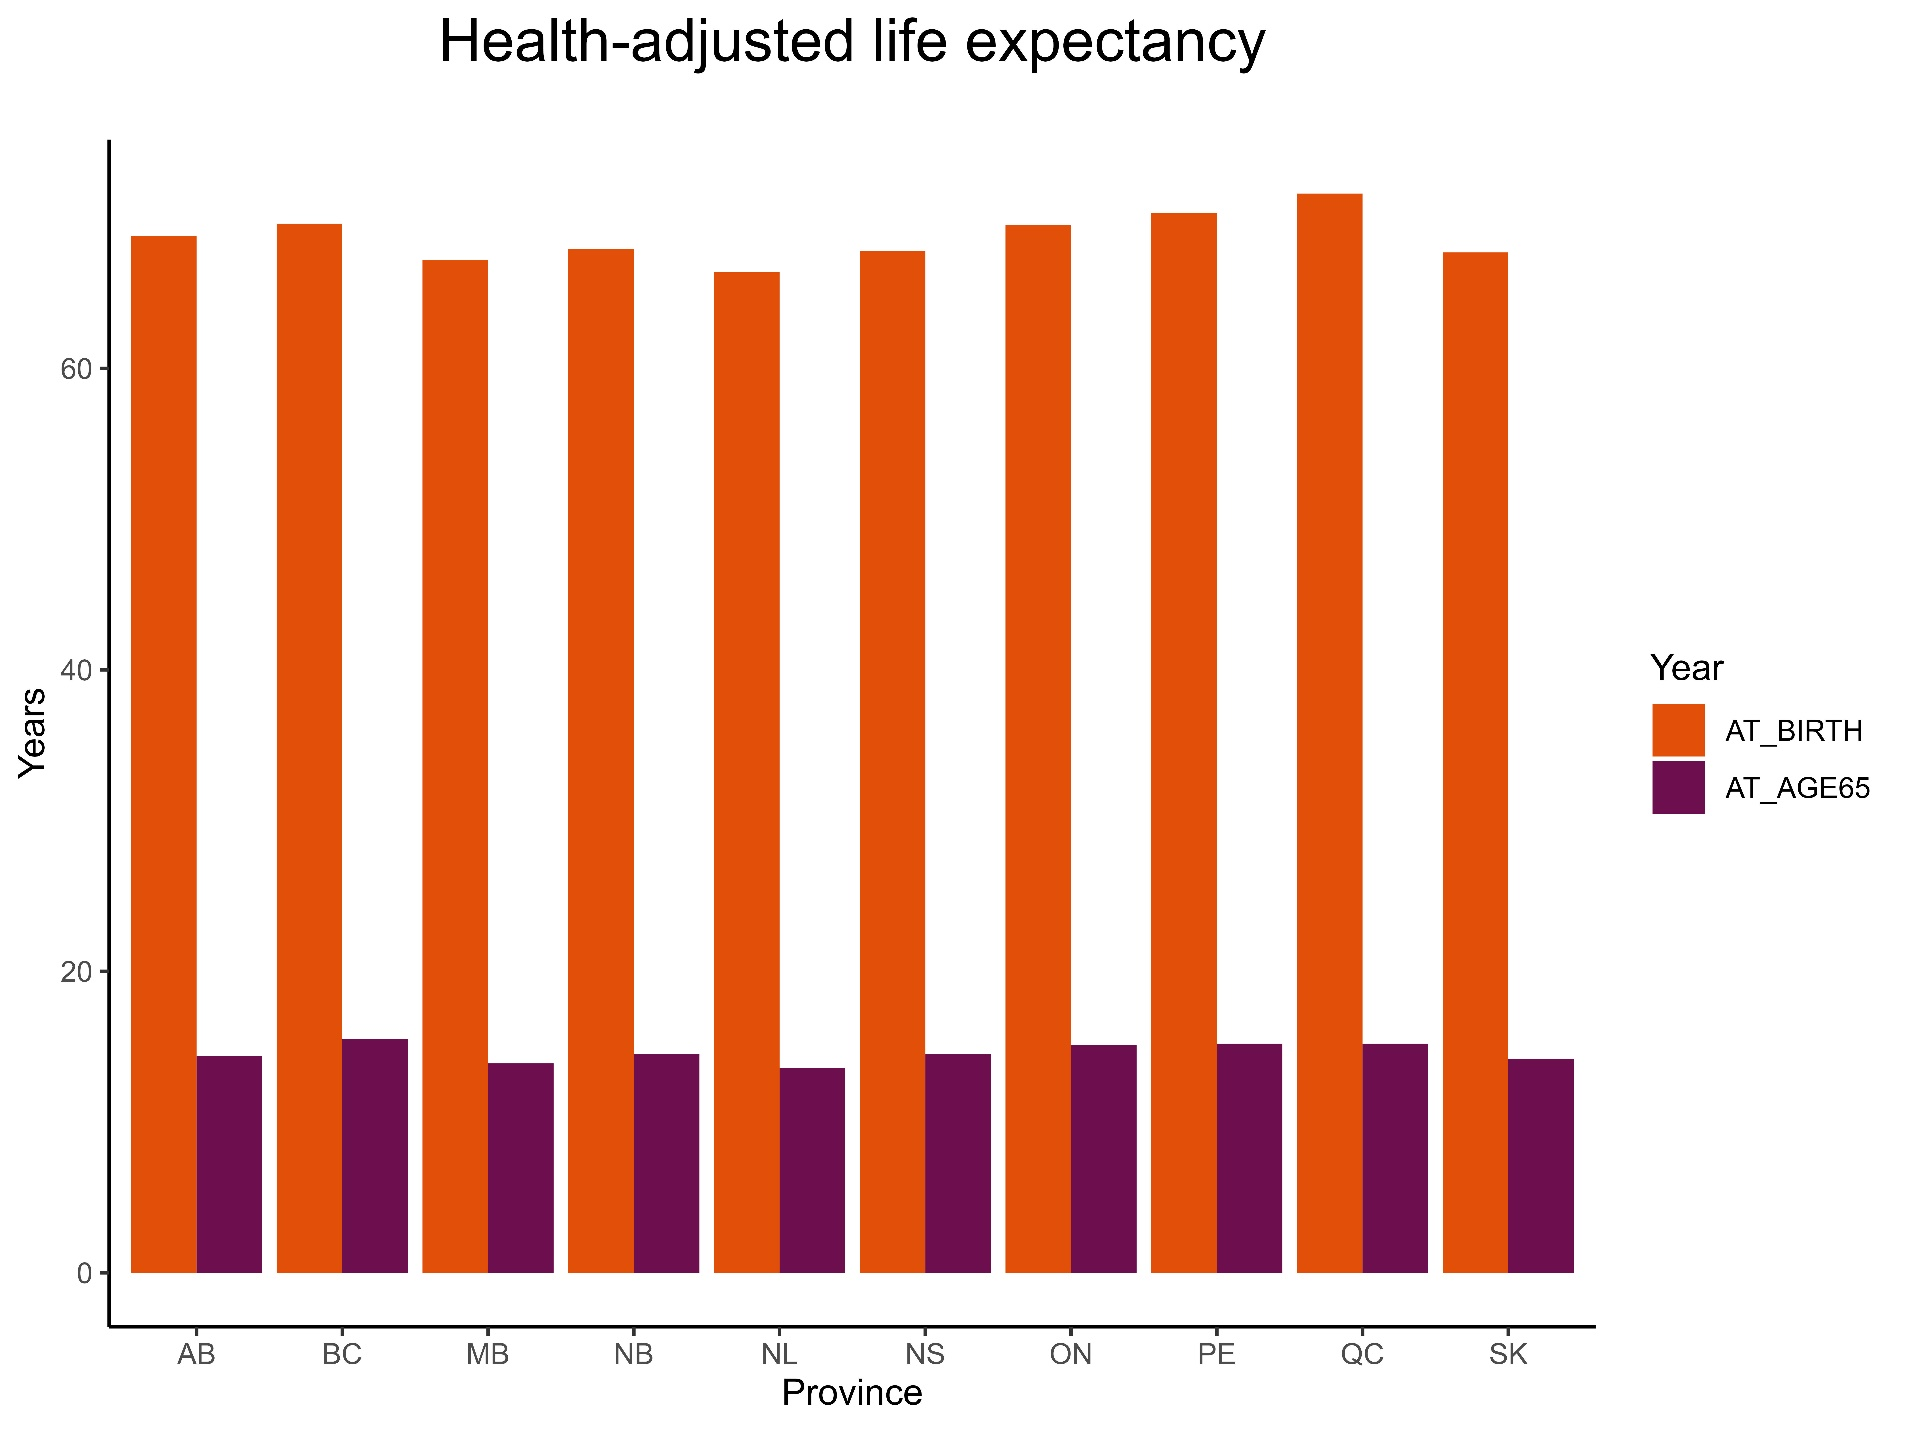 Health-adjusted life expectancy
60
40
20
0
Years
AB BC MB NB NL NS ON PE QC SK
Province
Year
AT_BIRTH
AT_AGE65